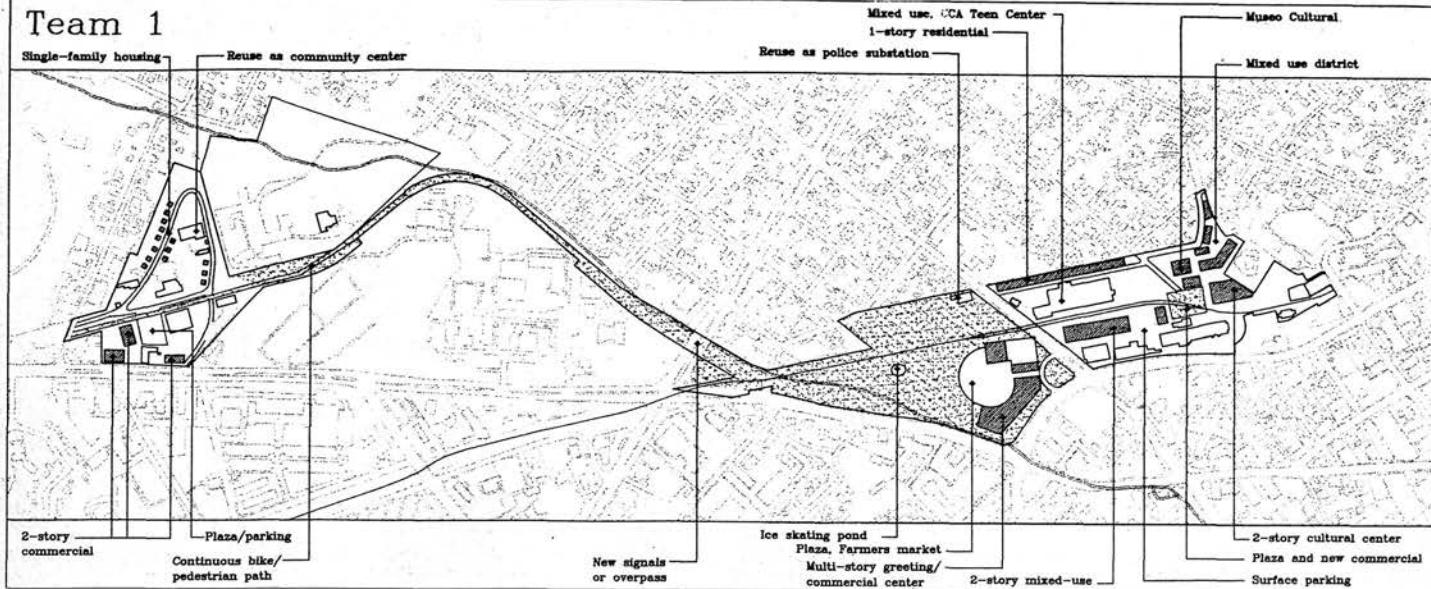 Team 1
Single-family housing
Reuse as community center
Mixed use, CCA Teen Center
1-story residential
Reuse as police substation
Museo Cultural
Mixed use district
2-story
commercial
Plaza/parking
Continuous bike/
pedestrian path
New signals
or overpass
Ice skating pond
Plaza, Farmers market
Multi-story greeting/
commercial center
2-story mixed-use
2-story cultural center
Plaza and new commercial
Surface parking